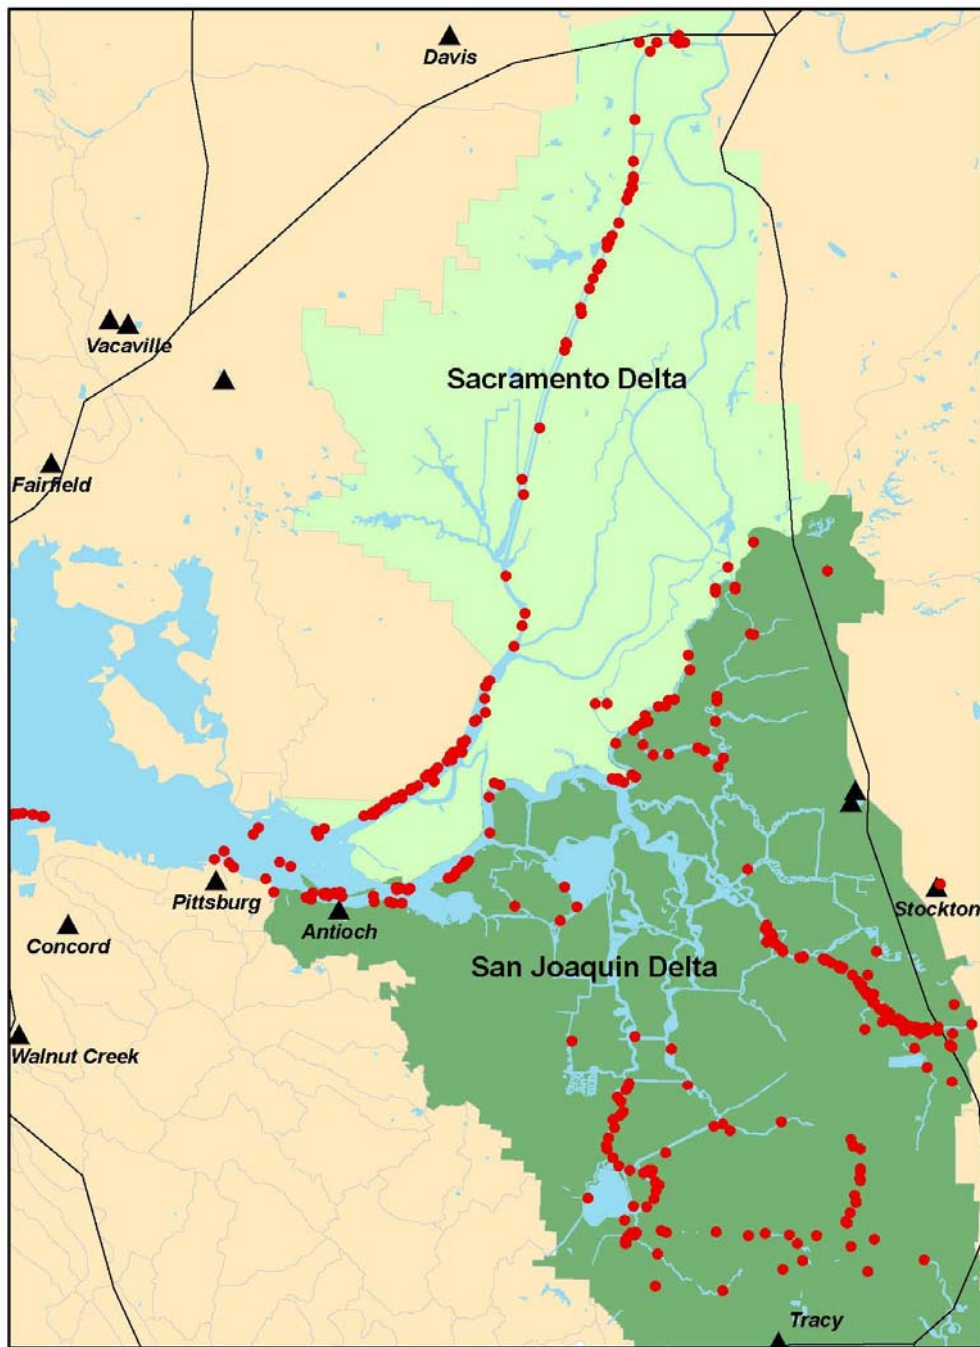 Davis
Vacaville
Sacramento Delta
Fairfield
Pittsburg
Stockton
Antioch
Concord
San Joaquin Delta
Walnut Creek
Tracy